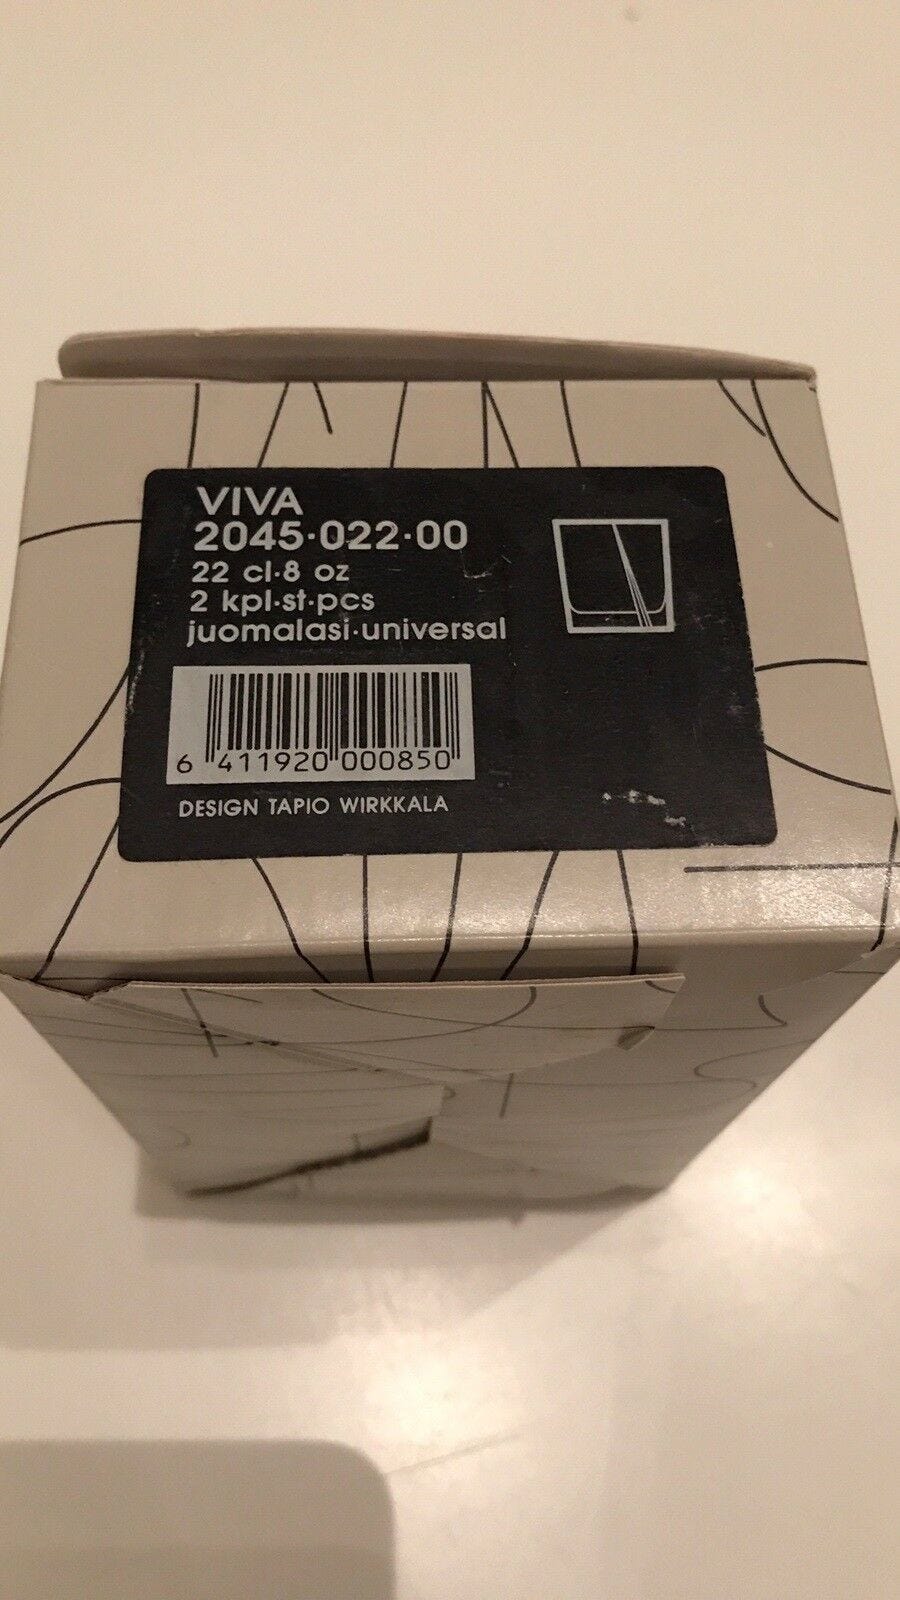 VIVA
2045·022·00
22 cl·8 oz
2 kpl·st·pcs
juomalasi·universal
6 411920 000850
DESIGN TAPIO WIRKKALA